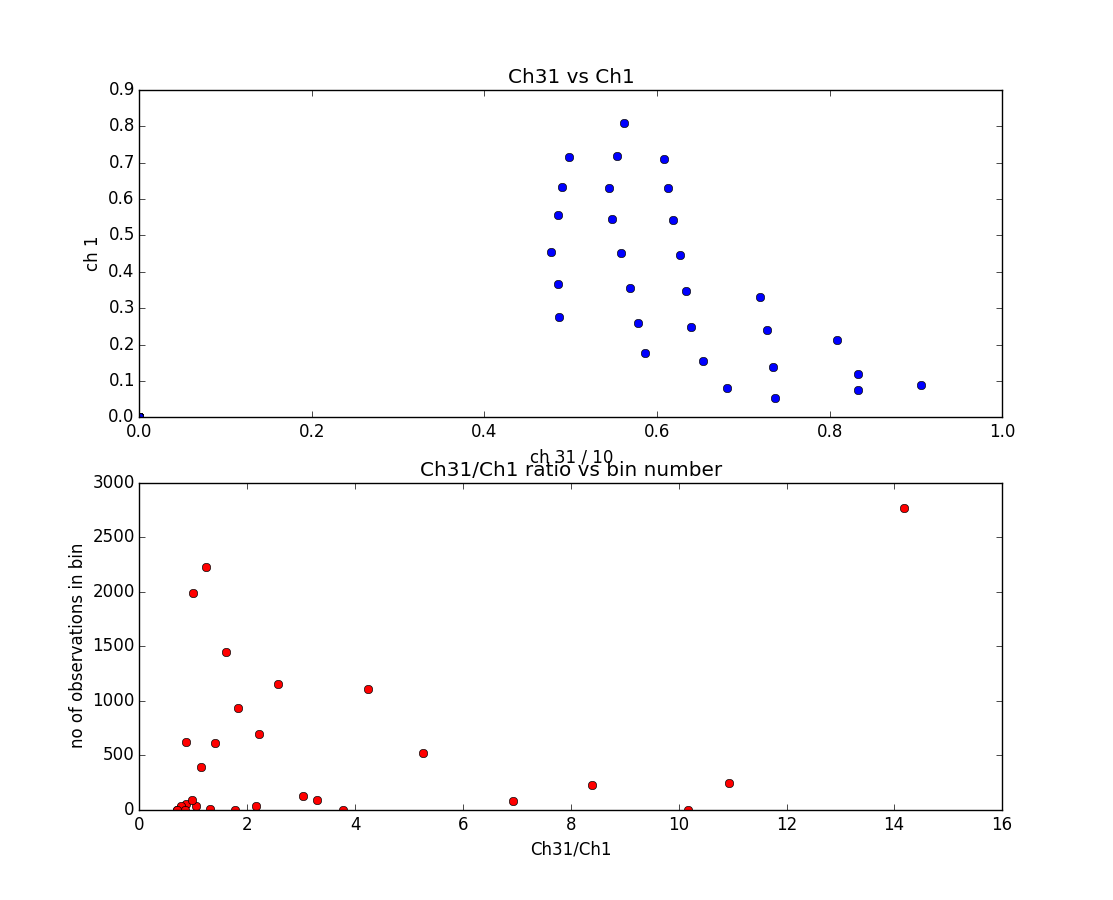 Ch31 vs Ch1
0.9
0.8
0.7
0.6
0.5
0.4
0.3
0.2
0.1
0.0
ch 1
0.0 0.2 0.4 0.6 0.8 1.0
ch 31 / 10
Ch31/Ch1 ratio vs bin number
3000
2500
2000
1500
1000
500
0
no of observations in bin
0 2 4 6 8 10 12 14 16
Ch31/Ch1